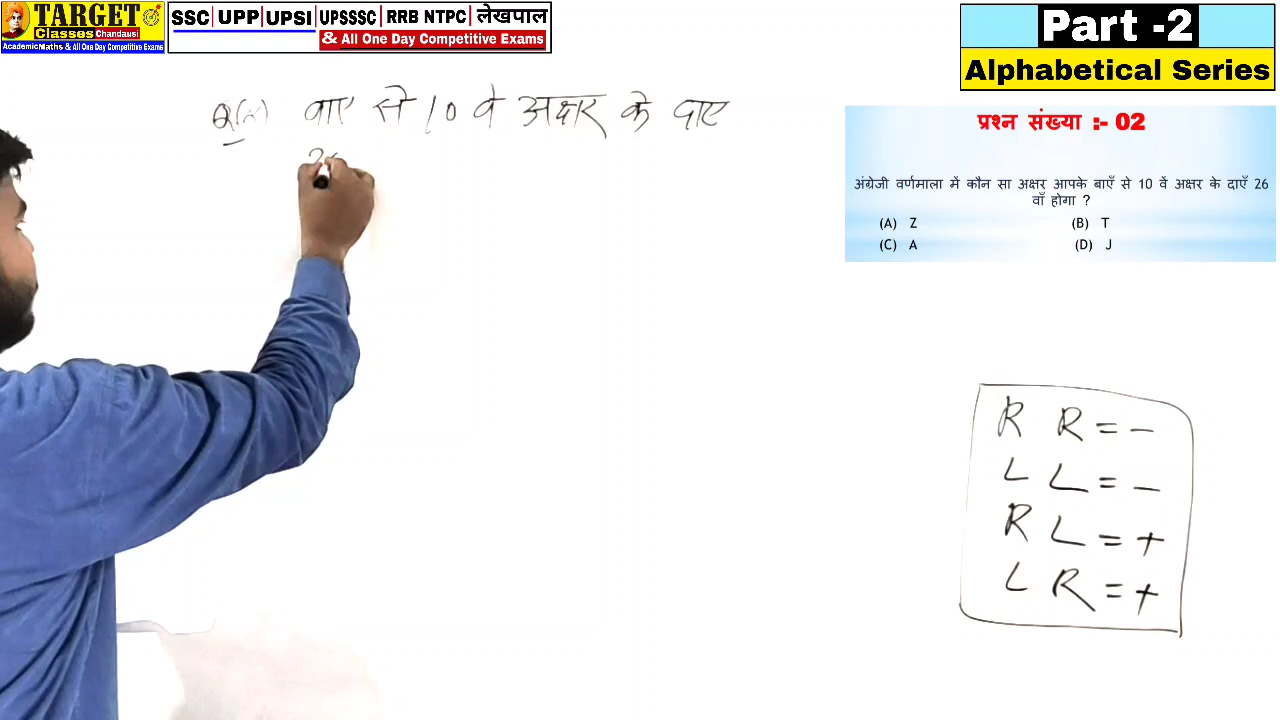 TARGET
Classes Chandausi
Academic Maths & All One Day Competitive Exams
SSC UPP UPSI UPSSSC RRB NTPC लेखपाल
& All One Day Competitive Exams
Part -2
Alphabetical Series
Q(2) बाए से 10 वे अक्षर के दाए
प्रश्न संख्या :- 02
अंग्रेजी वर्णमाला में कौन सा अक्षर आपके बाएँ से 10 वें अक्षर के दाएँ 26
वाँ होगा ?
(A) Z (B) T
(C) A (D) J
R R = -
L L = -
R L = +
L R = +